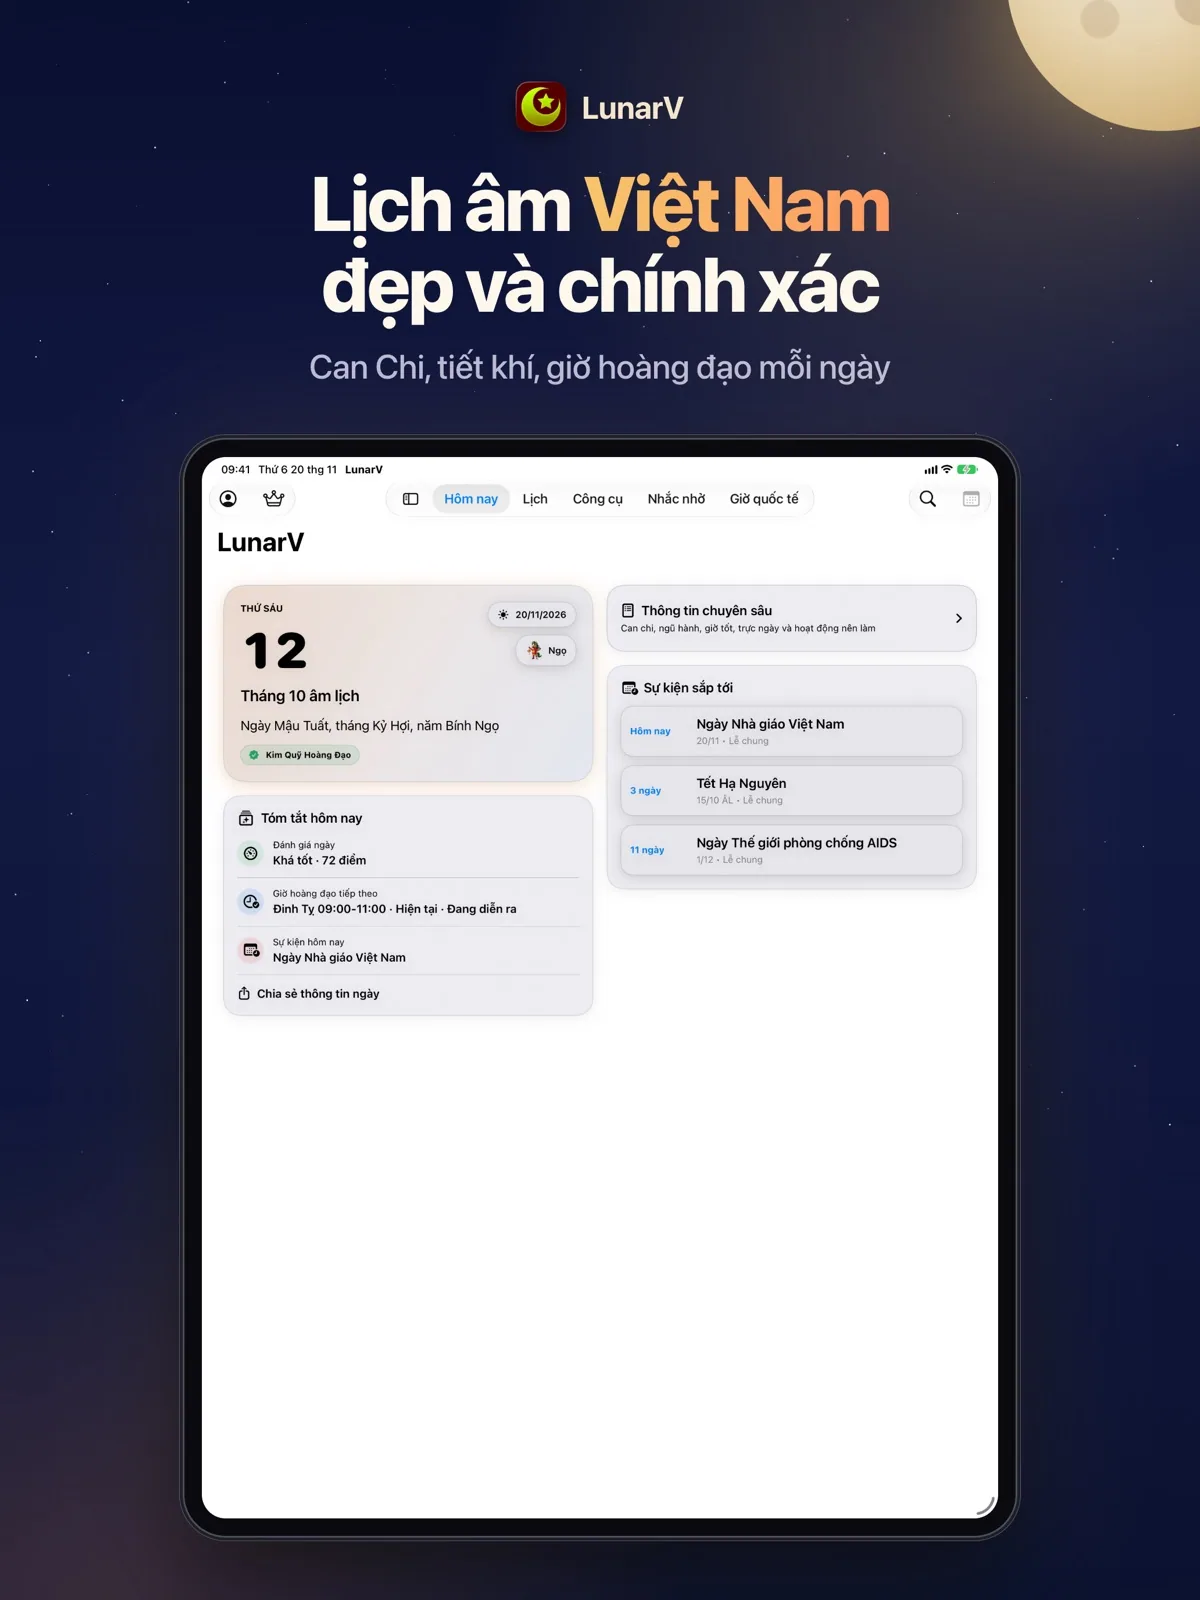 LunarV
Lịch âm Việt Nam
đẹp và chính xác
Can Chi, tiết khí, giờ hoàng đạo mỗi ngày
09:41 Thứ 6 20 thg 11 LunarV
Hôm nay Lịch Công cụ Nhắc nhở Giờ quốc tế
LunarV
THỨ SÁU
20/11/2026
12
Ngọ
Tháng 10 âm lịch
Ngày Mậu Tuất, tháng Kỷ Hợi, năm Bính Ngọ
Kim Quỹ Hoàng Đạo
Tóm tắt hôm nay
Đánh giá ngày
Khá tốt · 72 điểm
Giờ hoàng đạo tiếp theo
Đinh Tỵ 09:00-11:00 · Hiện tại · Đang diễn ra
Sự kiện hôm nay
Ngày Nhà giáo Việt Nam
Chia sẻ thông tin ngày
Thông tin chuyên sâu
Can chi, ngũ hành, giờ tốt, trực ngày và hoạt động nên làm
Sự kiện sắp tới
Hôm nay
Ngày Nhà giáo Việt Nam
20/11 • Lễ chung
3 ngày
Tết Hạ Nguyên
15/10 ÂL • Lễ chung
11 ngày
Ngày Thế giới phòng chống AIDS
1/12 • Lễ chung